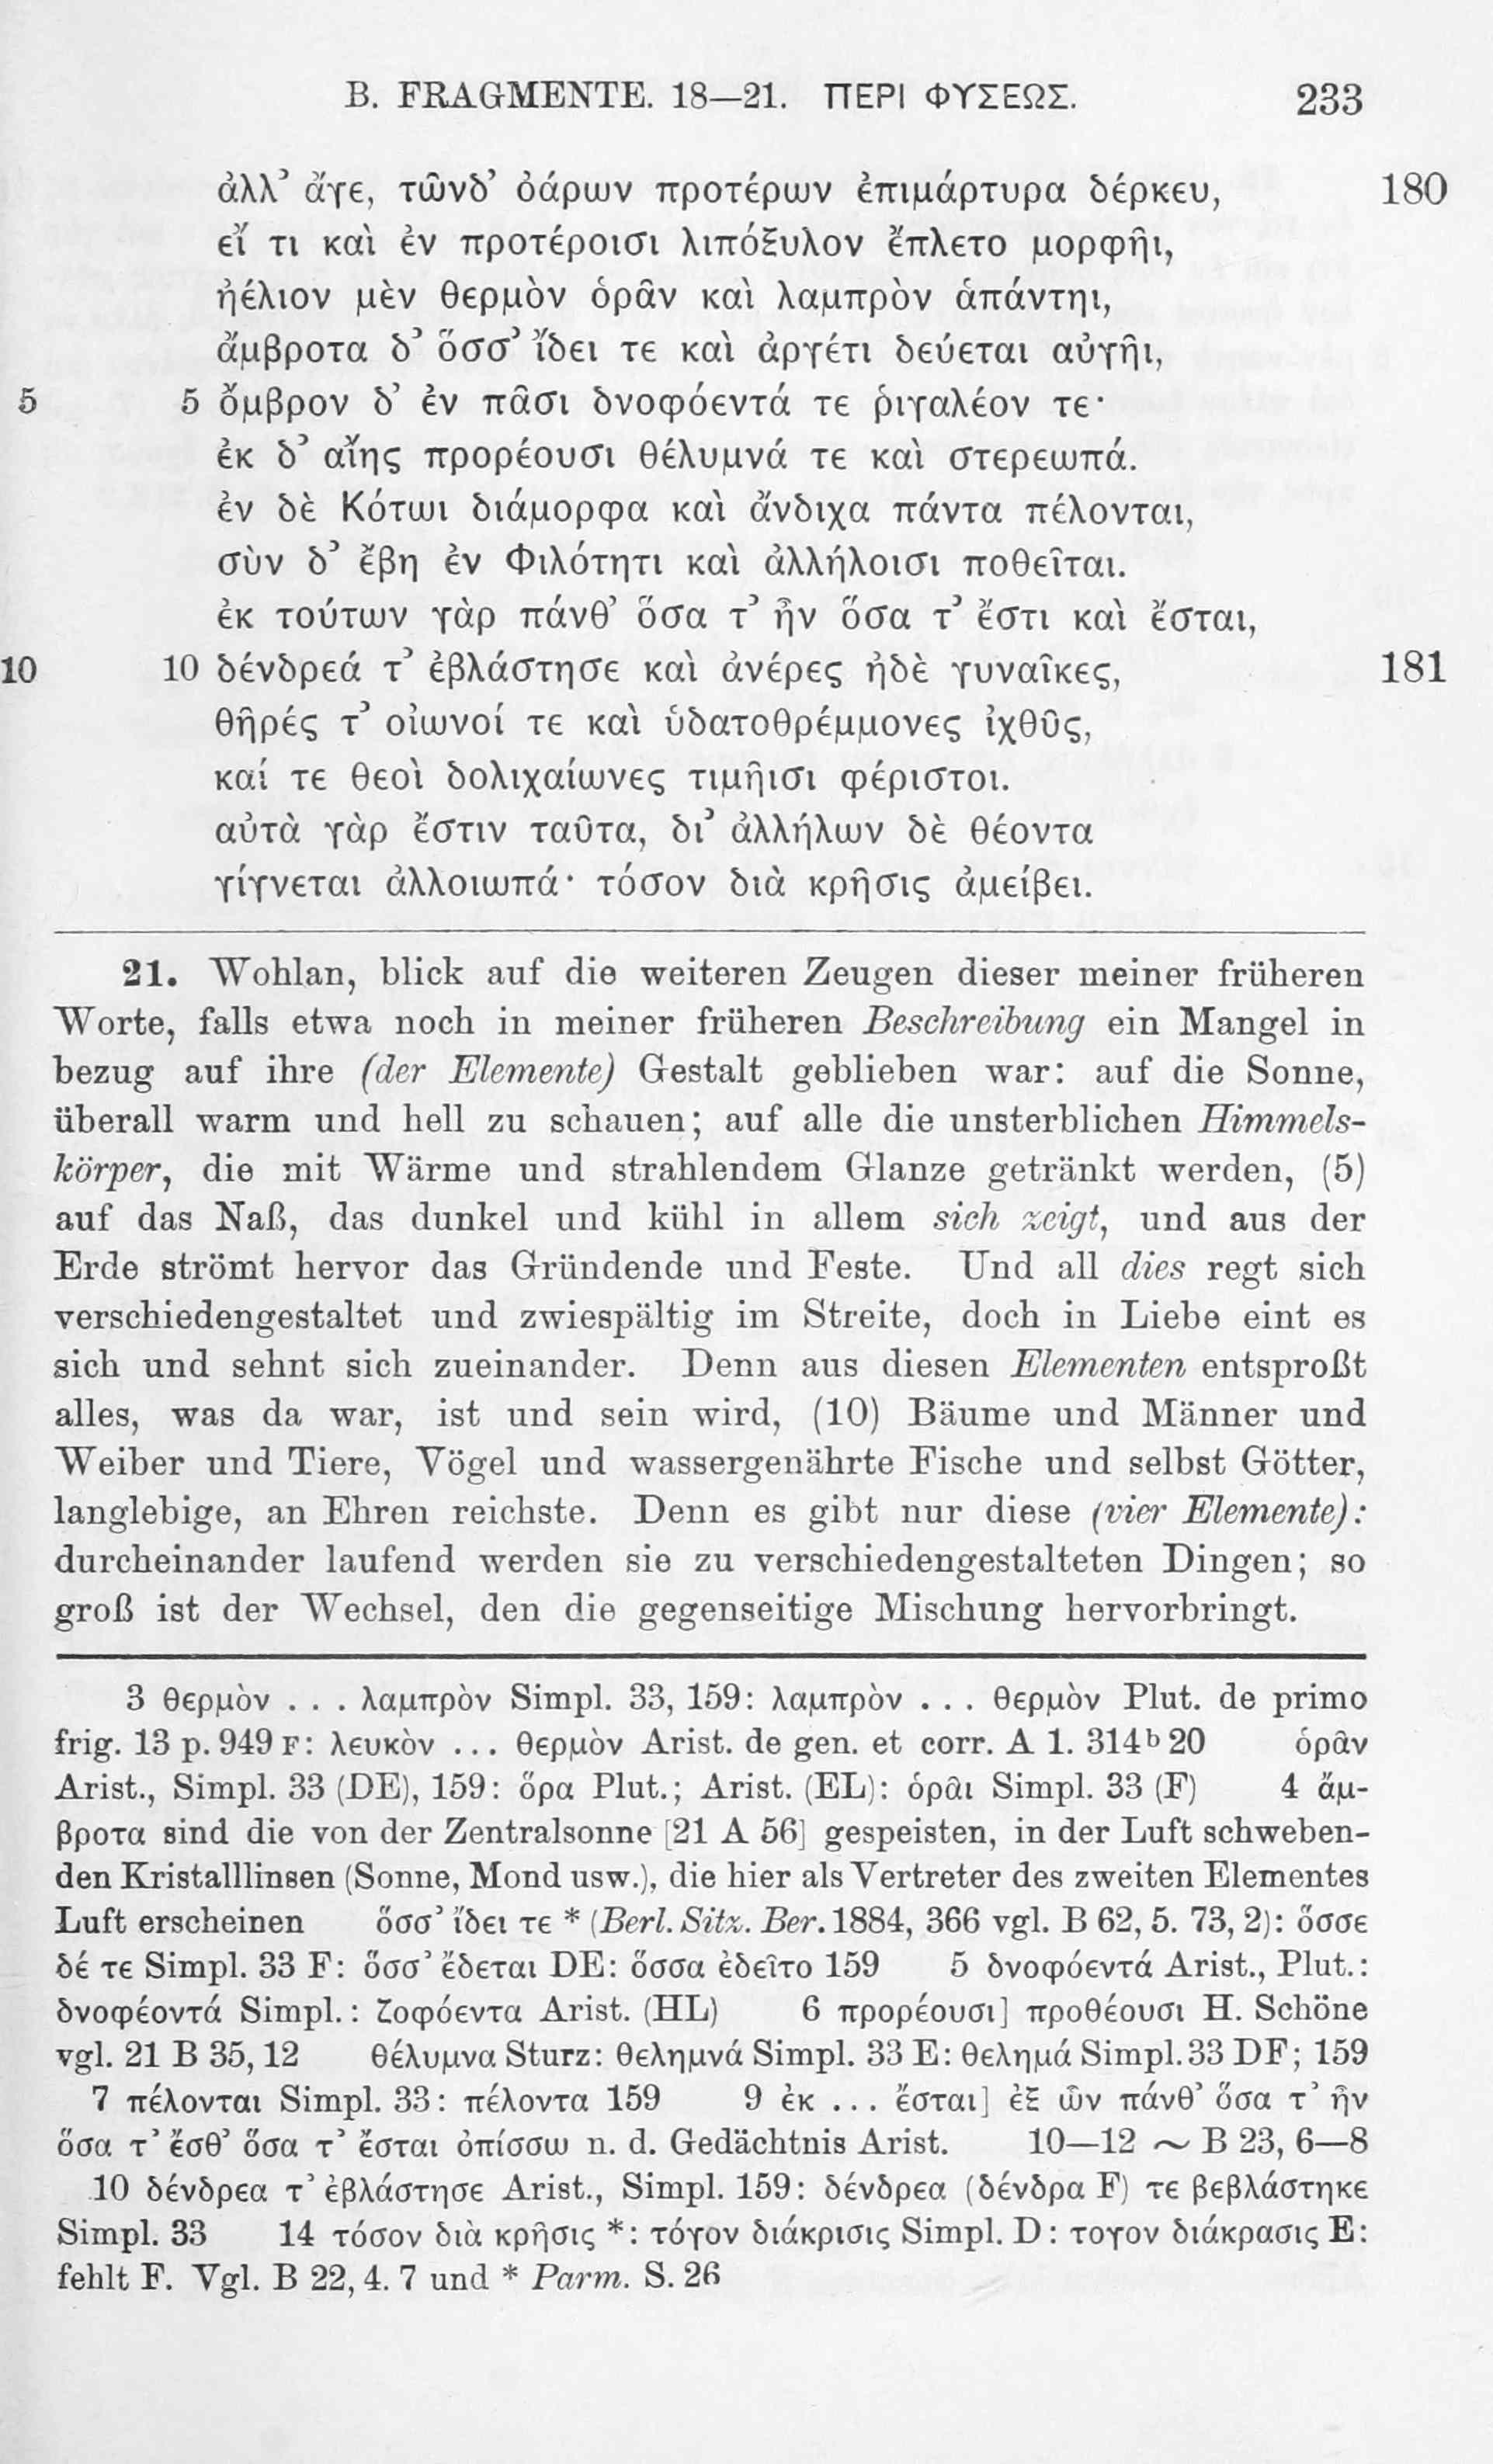 B. FRAGMENTE. 18—21. ΠΕΡΙ ΦΥΣΕΩΣ. 233
ἀλλ’ ἄγε, τῶνδ’ ὀάρων προτέρων ἐπιμάρτυρα δέρκευ, 180
εἴ τι καὶ ἐν προτέροισι λιπόξυλον ἔπλετο μορφῆι,
ἠέλιον μὲν θερμὸν ὁρᾶν καὶ λαμπρὸν ἁπάντηι,
ἄμβροτα δ’ ὅσσ’ ἴδει τε καὶ ἀργέτι δεύεται αὐγῆι,
5 5 ὄμβρον δ’ ἐν πᾶσι δνοφόεντά τε ῥιγαλέον τε·
ἐκ δ’ αἴης προρέουσι θέλυμνά τε καὶ στερεωπά.
ἐν δὲ Κότωι διάμορφα καὶ ἄνδιχα πάντα πέλονται,
σὺν δ’ ἔβη ἐν Φιλότητι καὶ ἀλλήλοισι ποθεῖται.
ἐκ τούτων γὰρ πάνθ’ ὅσα τ’ ἦν ὅσα τ’ ἔστι καὶ ἔσται,
10 10 δένδρεά τ’ ἐβλάστησε καὶ ἀνέρες ἠδὲ γυναῖκες, 181
θῆρές τ’ οἰωνοί τε καὶ ὑδατοθρέμμονες ἰχθῦς,
καί τε θεοὶ δολιχαίωνες τιμῆισι φέριστοι.
αὐτὰ γὰρ ἔστιν ταῦτα, δι’ ἀλλήλων δὲ θέοντα
γίγνεται ἀλλοιωπά· τόσον διὰ κρῆσις ἀμείβει.
21. Wohlan, blick auf die weiteren Zeugen dieser meiner früheren
Worte, falls etwa noch in meiner früheren Beschreibung ein Mangel in
bezug auf ihre (der Elemente) Gestalt geblieben war: auf die Sonne,
überall warm und hell zu schauen; auf alle die unsterblichen Himmels-
körper, die mit Wärme und strahlendem Glanze getränkt werden, (5)
auf das Naß, das dunkel und kühl in allem sich zeigt, und aus der
Erde strömt hervor das Gründende und Feste. Und all dies regt sich
verschiedengestaltet und zwiespältig im Streite, doch in Liebe eint es
sich und sehnt sich zueinander. Denn aus diesen Elementen entsproßt
alles, was da war, ist und sein wird, (10) Bäume und Männer und
Weiber und Tiere, Vögel und wassergenährte Fische und selbst Götter,
langlebige, an Ehren reichste. Denn es gibt nur diese (vier Elemente):
durcheinander laufend werden sie zu verschiedengestalteten Dingen; so
groß ist der Wechsel, den die gegenseitige Mischung hervorbringt.
3 θερμὸν . . . λαμπρὸν Simpl. 33, 159: λαμπρὸν . . . θερμὸν Plut. de primo
frig. 13 p. 949 F: λευκὸν ... θερμὸν Arist. de gen. et corr. A 1. 314ᵇ 20 ὁρᾶν
Arist., Simpl. 33 (DE), 159: ὅρα Plut.; Arist. (EL): ὁρᾶι Simpl. 33 (F) 4 ἄμ-
βροτα sind die von der Zentralsonne [21 A 56] gespeisten, in der Luft schweben-
den Kristalllinsen (Sonne, Mond usw.), die hier als Vertreter des zweiten Elementes
Luft erscheinen ὅσσ’ ἴδει τε * (Berl. Sitz. Ber. 1884, 366 vgl. B 62, 5. 73, 2): ὅσσε
δέ τε Simpl. 33 F: ὅσσ’ ἔδεται DE: ὅσσα ἐδεῖτο 159 5 δνοφόεντά Arist., Plut.:
δνοφέοντά Simpl.: ζοφόεντα Arist. (HL) 6 προρέουσι] προθέουσι H. Schöne
vgl. 21 B 35, 12 θέλυμνα Sturz: θελημνά Simpl. 33 E: θελημά Simpl. 33 DF; 159
7 πέλονται Simpl. 33: πέλοντα 159 9 ἐκ ... ἔσται] ἐξ ὧν πάνθ’ ὅσα τ’ ἦν
ὅσα τ’ ἔσθ’ ὅσα τ’ ἔσται ὀπίσσω n. d. Gedächtnis Arist. 10—12 ~ B 23, 6—8
10 δένδρεα τ’ ἐβλάστησε Arist., Simpl. 159: δένδρεα (δένδρα F) τε βεβλάστηκε
Simpl. 33 14 τόσον διὰ κρῆσις *: τόγον διάκρισις Simpl. D: τογον διάκρασις E:
fehlt F. Vgl. B 22, 4. 7 und * Parm. S. 26